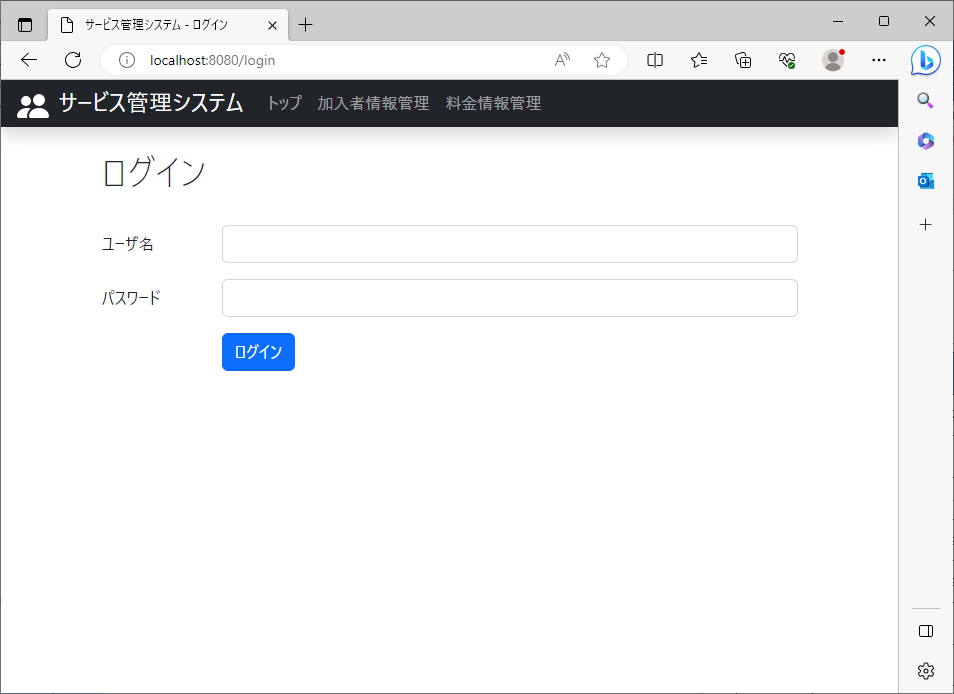 サービス管理システム - ログイン
localhost:8080/login
サービス管理システム トップ 加入者情報管理 料金情報管理
ログイン
ユーザ名
パスワード
ログイン